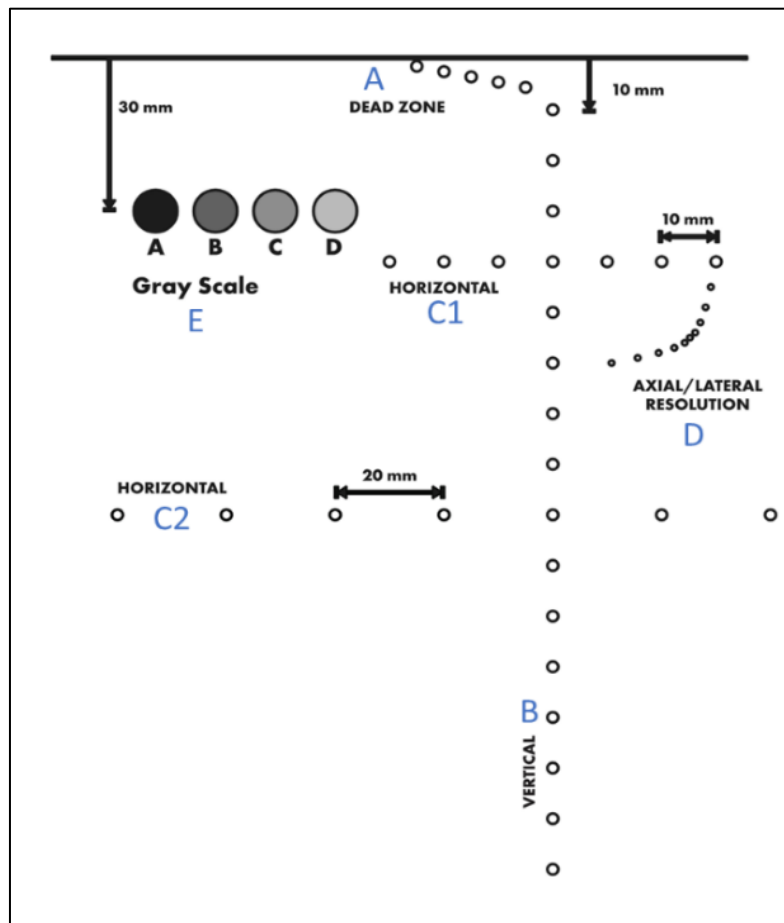 A
DEAD ZONE
10 mm
30 mm
10 mm
A B C D
Gray Scale
E
HORIZONTAL
C1
AXIAL/LATERAL
RESOLUTION
D
20 mm
HORIZONTAL
C2
B
VERTICAL